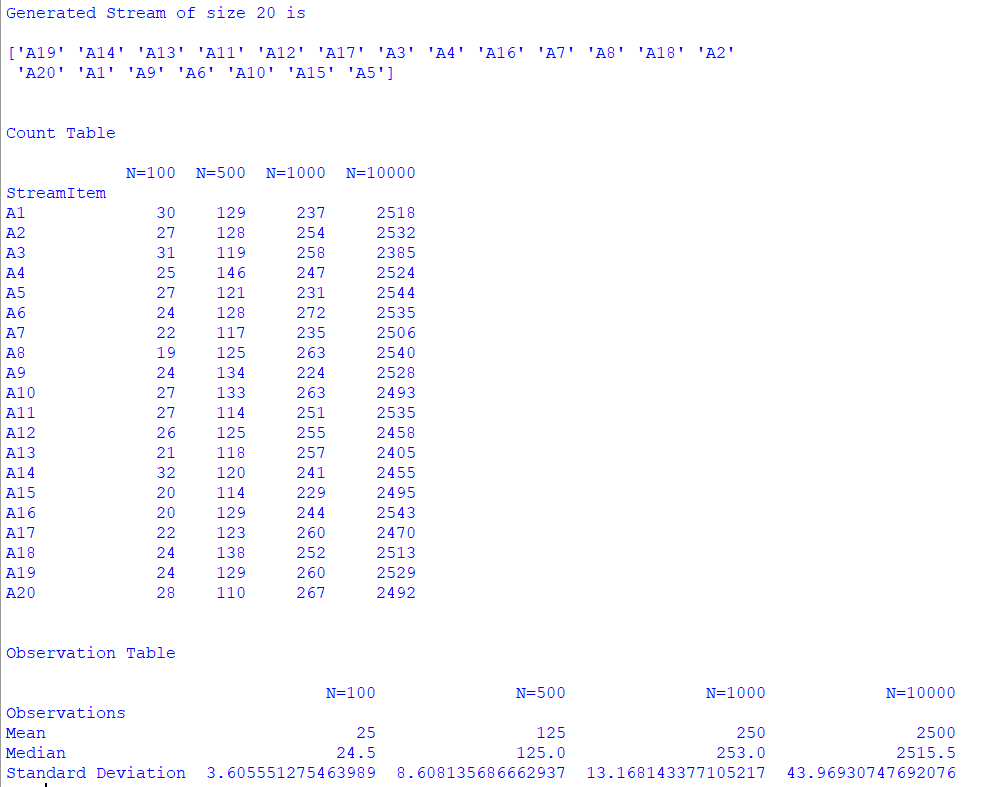 Generated Stream of size 20 is
['A19' 'A14' 'A13' 'A11' 'A12' 'A17' 'A3' 'A4' 'A16' 'A7' 'A8' 'A18' 'A2'
'A20' 'A1' 'A9' 'A6' 'A10' 'A15' 'A5']
Count Table
N=100 N=500 N=1000 N=10000
StreamItem
A1 30 129 237 2518
A2 27 128 254 2532
A3 31 119 258 2385
A4 25 146 247 2524
A5 27 121 231 2544
A6 24 128 272 2535
A7 22 117 235 2506
A8 19 125 263 2540
A9 24 134 224 2528
A10 27 133 263 2493
A11 27 114 251 2535
A12 26 125 255 2458
A13 21 118 257 2405
A14 32 120 241 2455
A15 20 114 229 2495
A16 20 129 244 2543
A17 22 123 260 2470
A18 24 138 252 2513
A19 24 129 260 2529
A20 28 110 267 2492
Observation Table
N=100 N=500 N=1000 N=10000
Observations
Mean 25 125 250 2500
Median 24.5 125.0 253.0 2515.5
Standard Deviation 3.605551275463989 8.608135686662937 13.168143377105217 43.96930747692076